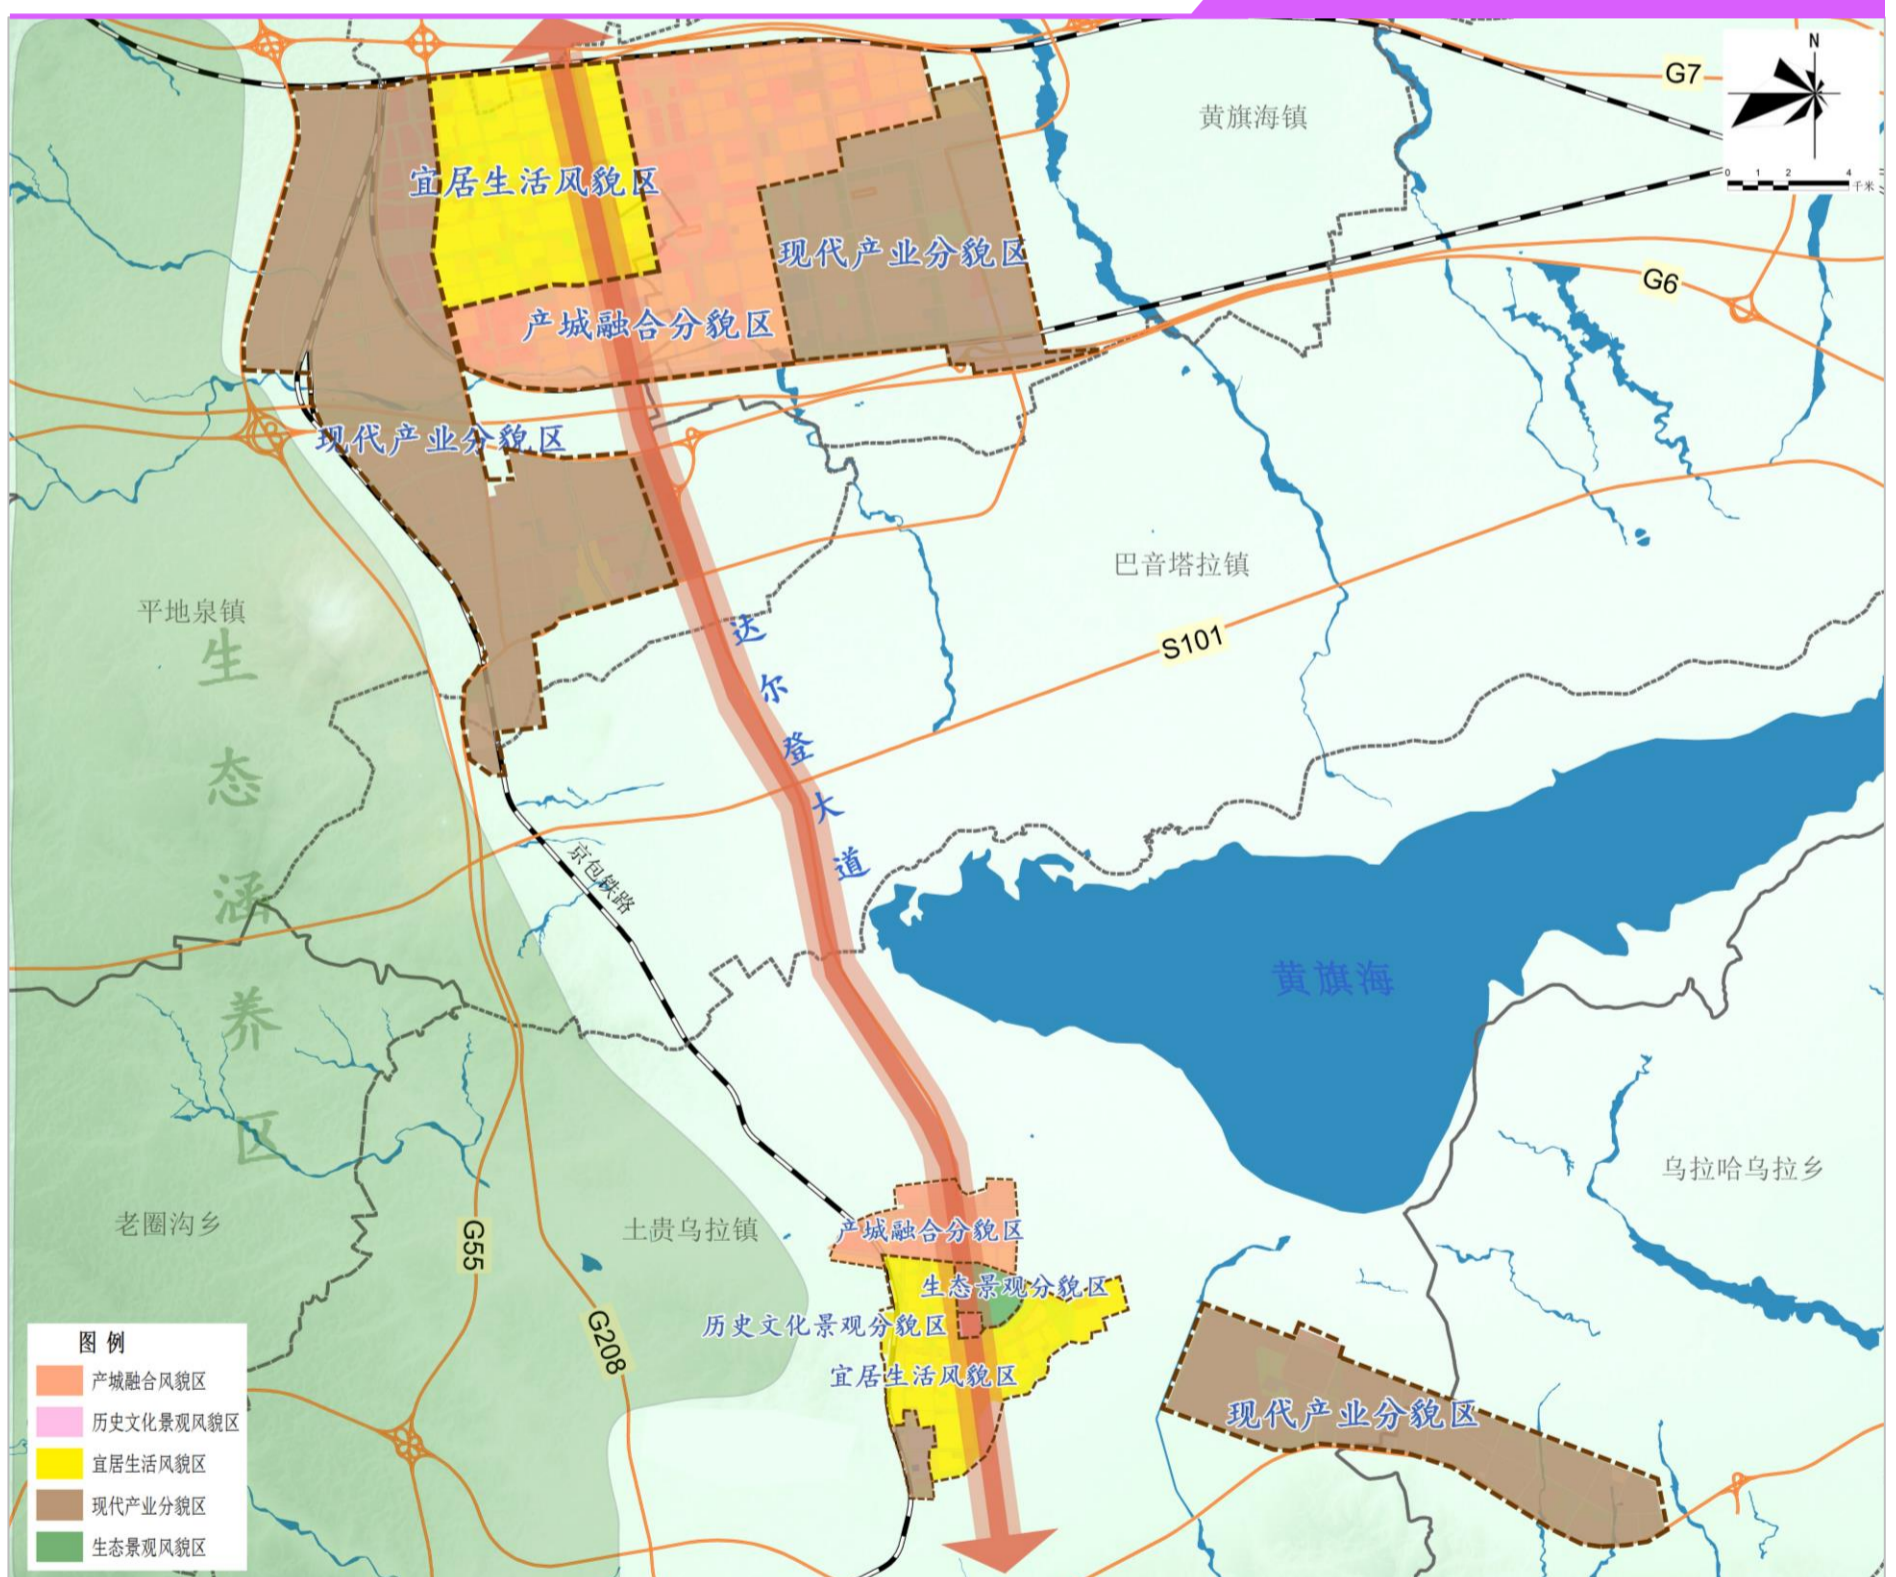 G7
N
0 1 2 4
千米
黄旗海镇
宜居生活风貌区
现代产业分貌区
G6
产城融合分貌区
现代产业分貌区
巴音塔拉镇
平地泉镇
S101
达尔登大道
生态涵养区
京包铁路
黄旗海
乌拉哈乌拉乡
老圈沟乡
G55
土贵乌拉镇
产城融合分貌区
生态景观分貌区
历史文化景观分貌区
G208
宜居生活风貌区
现代产业分貌区
图例
产城融合风貌区
历史文化景观风貌区
宜居生活风貌区
现代产业分貌区
生态景观风貌区